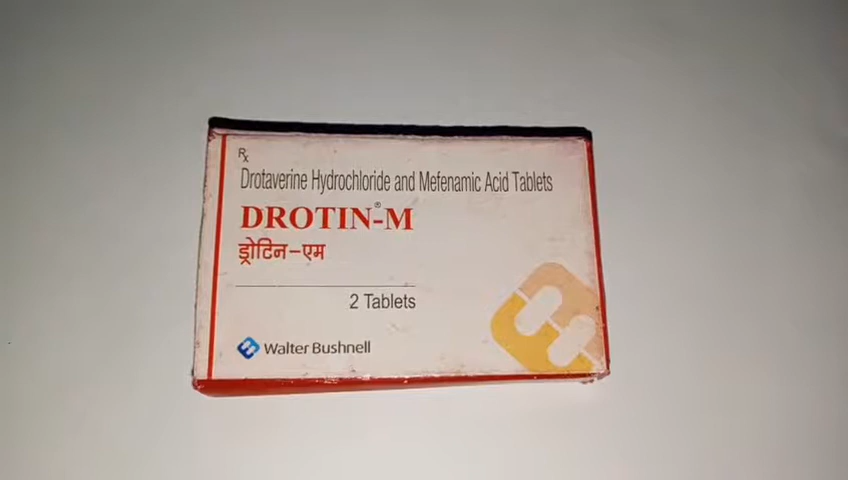 Rx
Drotaverine Hydrochloride and Mefenamic Acid Tablets
DROTIN®-M
ड्रोटिन-एम
2 Tablets
Walter Bushnell